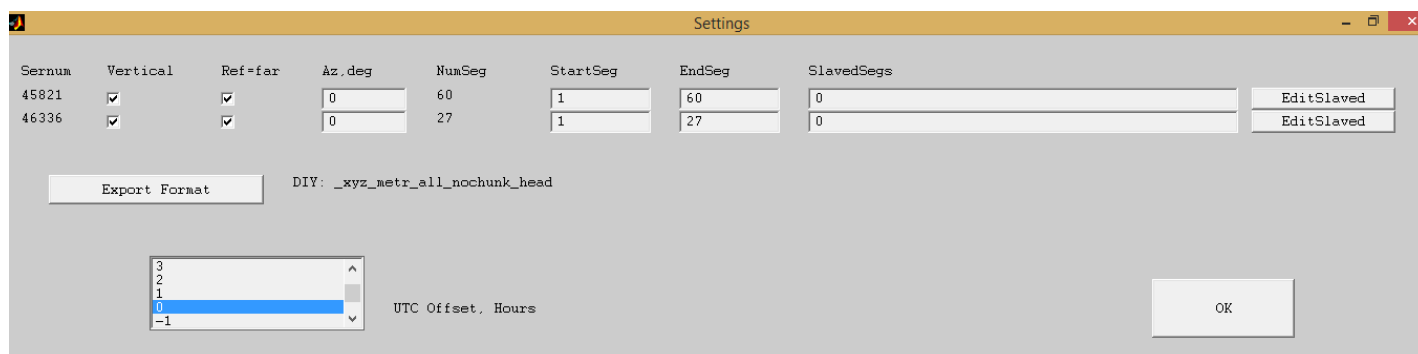 Settings
Sernum Vertical Ref=far Az,deg NumSeg StartSeg EndSeg SlavedSegs
45821 0 60 1 60 0 EditSlaved
46336 0 27 1 27 0 EditSlaved
Export Format DIY: _xyz_metr_all_nochunk_head
3
2
1
0
-1
UTC Offset, Hours
OK